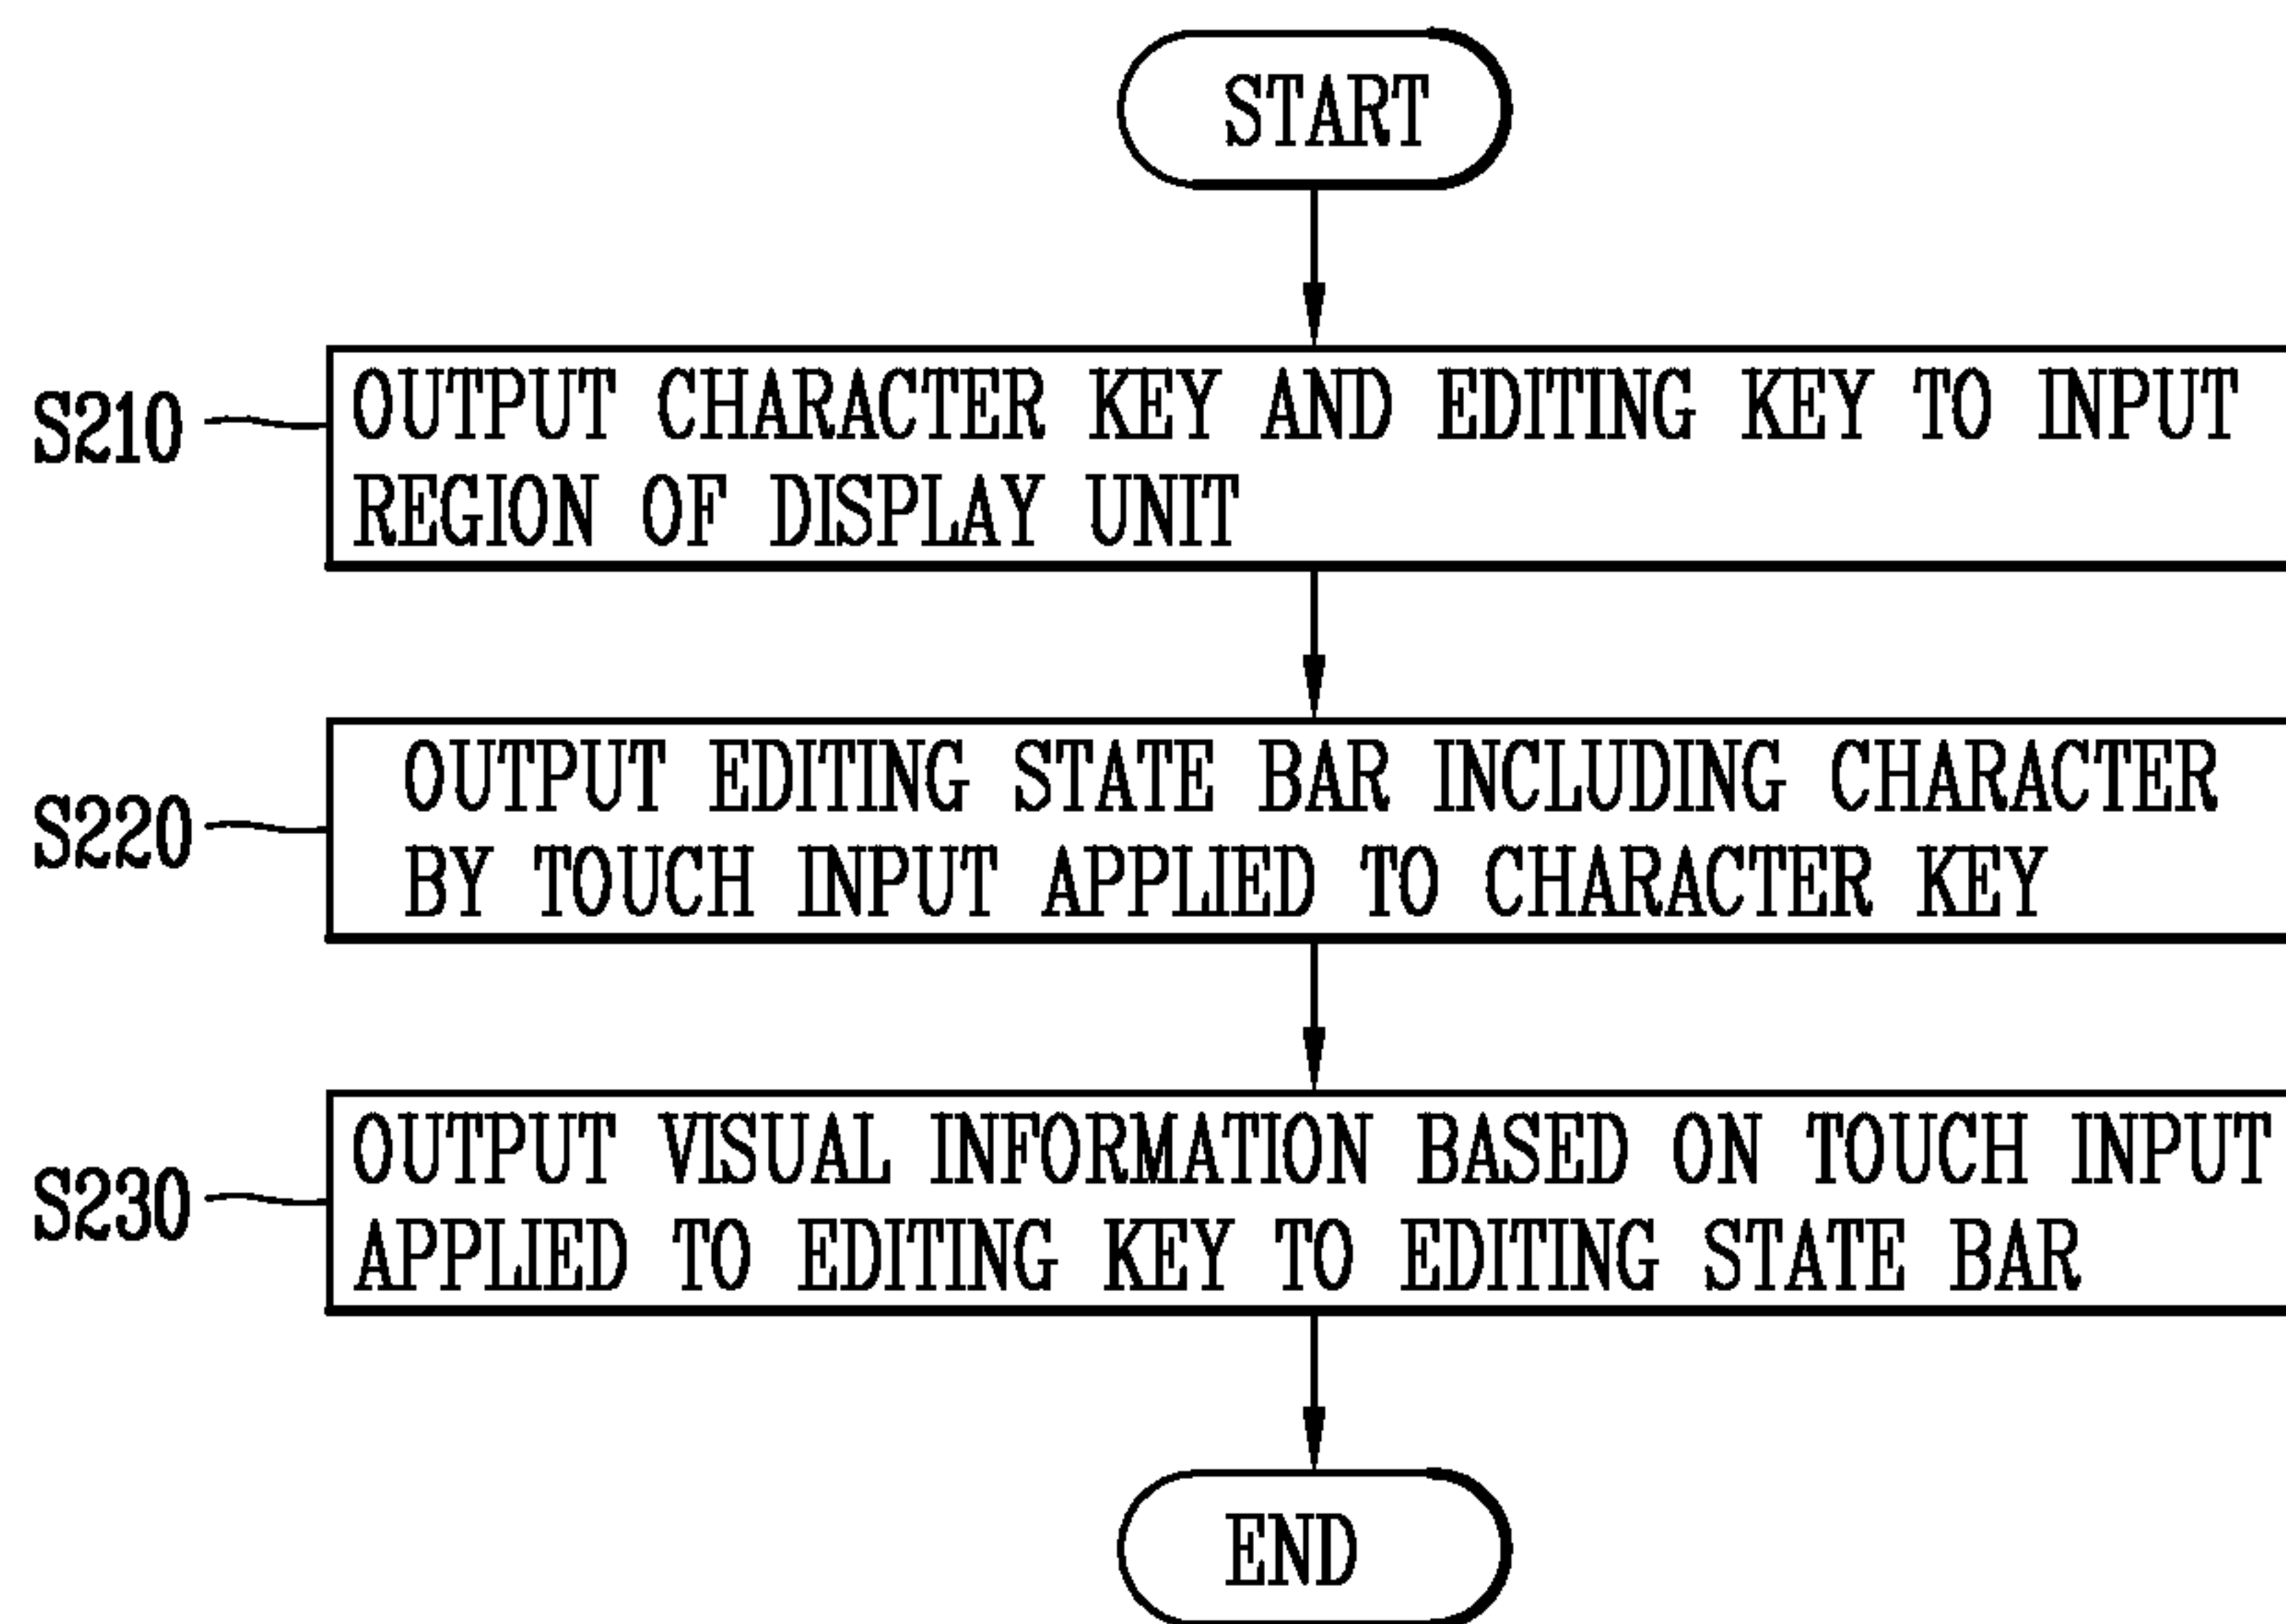 START
S210
OUTPUT CHARACTER KEY AND EDITING KEY TO INPUT
REGION OF DISPLAY UNIT
S220
OUTPUT EDITING STATE BAR INCLUDING CHARACTER
BY TOUCH INPUT APPLIED TO CHARACTER KEY
S230
OUTPUT VISUAL INFORMATION BASED ON TOUCH INPUT
APPLIED TO EDITING KEY TO EDITING STATE BAR
END